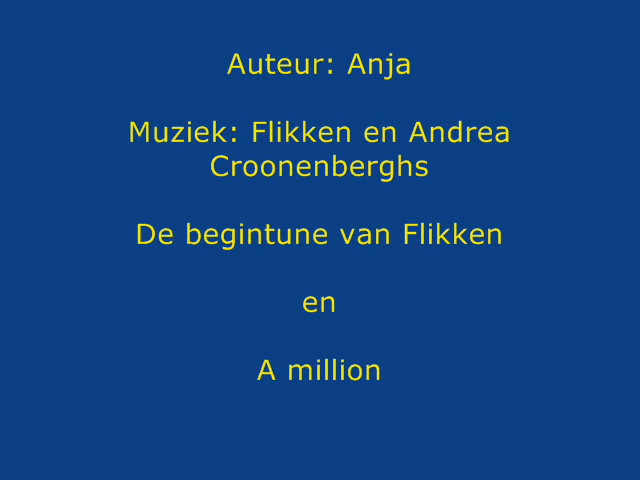 Auteur: Anja
Muziek: Flikken en Andrea
Croonenberghs
De begintune van Flikken
en
A million